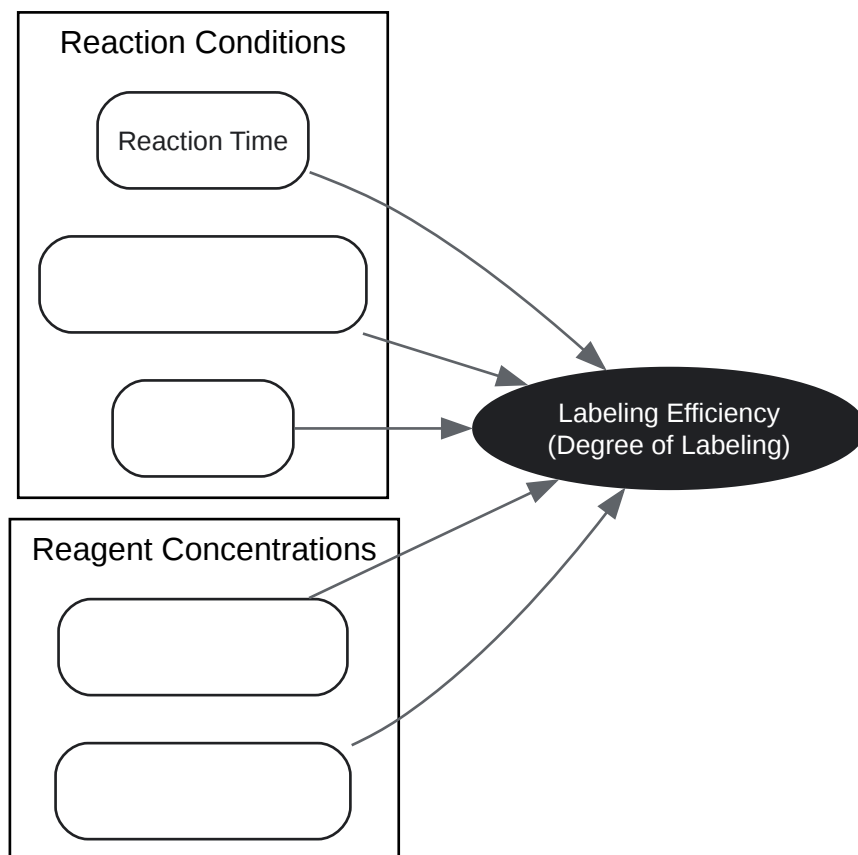 Reaction Conditions
Reaction Time
Labeling Efficiency
(Degree of Labeling)
Reagent Concentrations